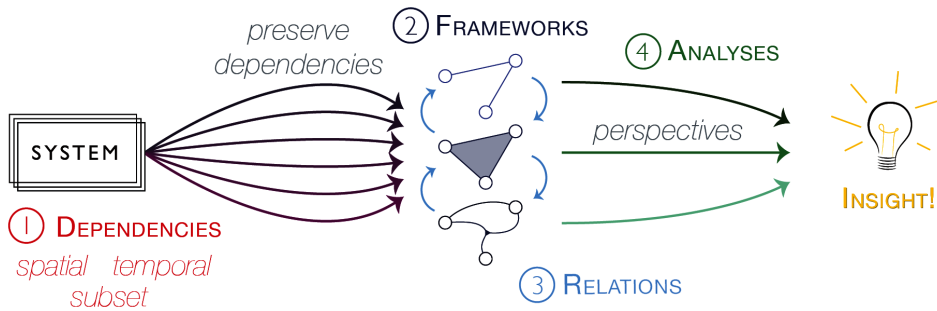 preserve
dependencies
② FRAMEWORKS
④ ANALYSES
SYSTEM
perspectives
INSIGHT!
① DEPENDENCIES
spatial temporal
subset
③ RELATIONS